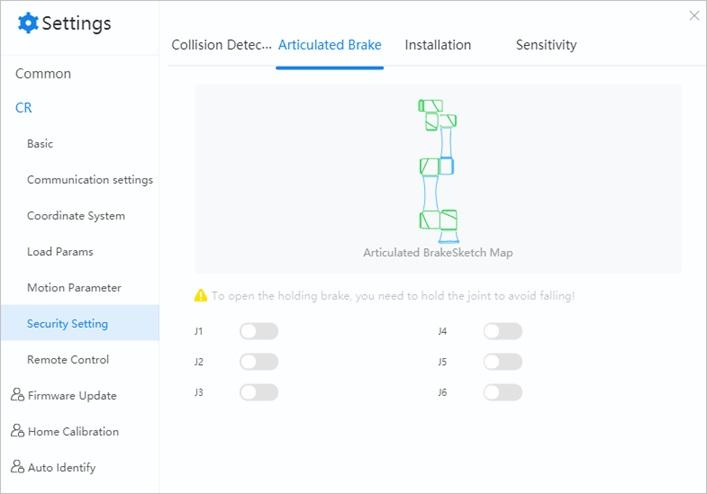 Settings
Collision Detec... Articulated Brake Installation Sensitivity
Common
CR
Basic
Communication settings
Coordinate System
Load Params
Motion Parameter
Security Setting
Remote Control
Firmware Update
Home Calibration
Auto Identify
Articulated BrakeSketch Map
To open the holding brake, you need to hold the joint to avoid falling!
J1 J4
J2 J5
J3 J6